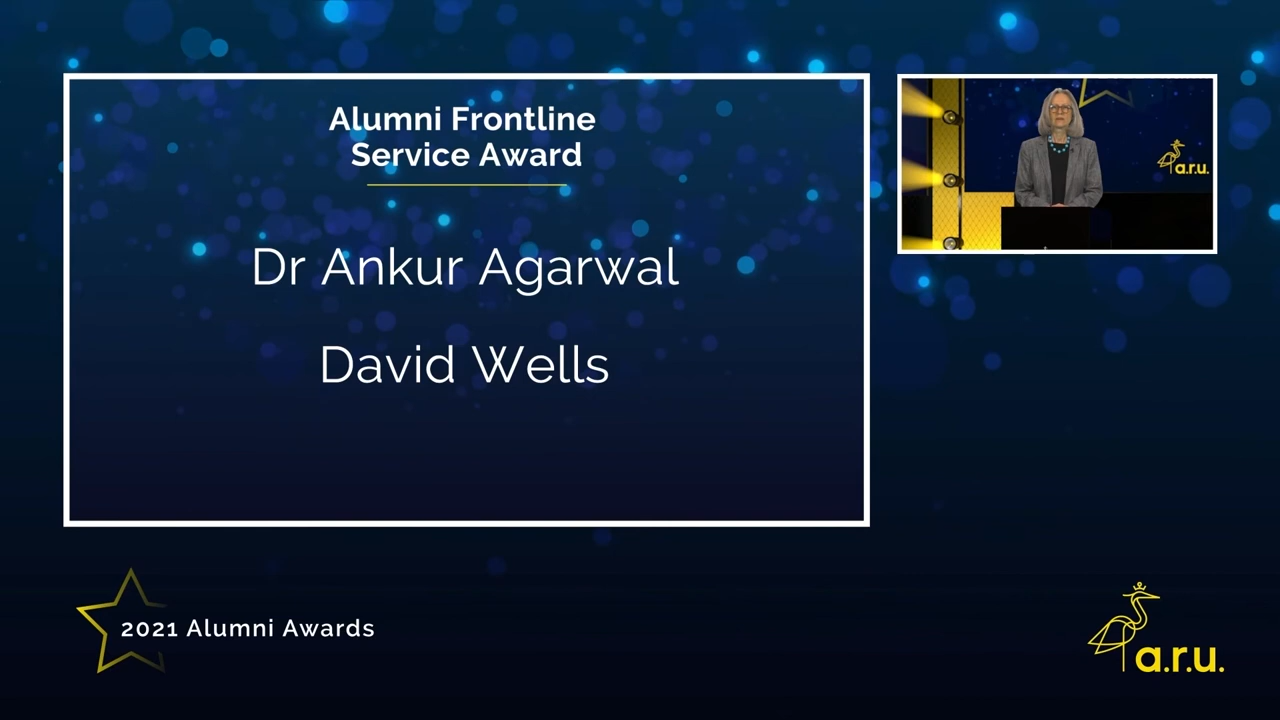 Alumni Frontline
Service Award
Dr Ankur Agarwal
David Wells
a.r.u.
2021 Alumni Awards
a.r.u.